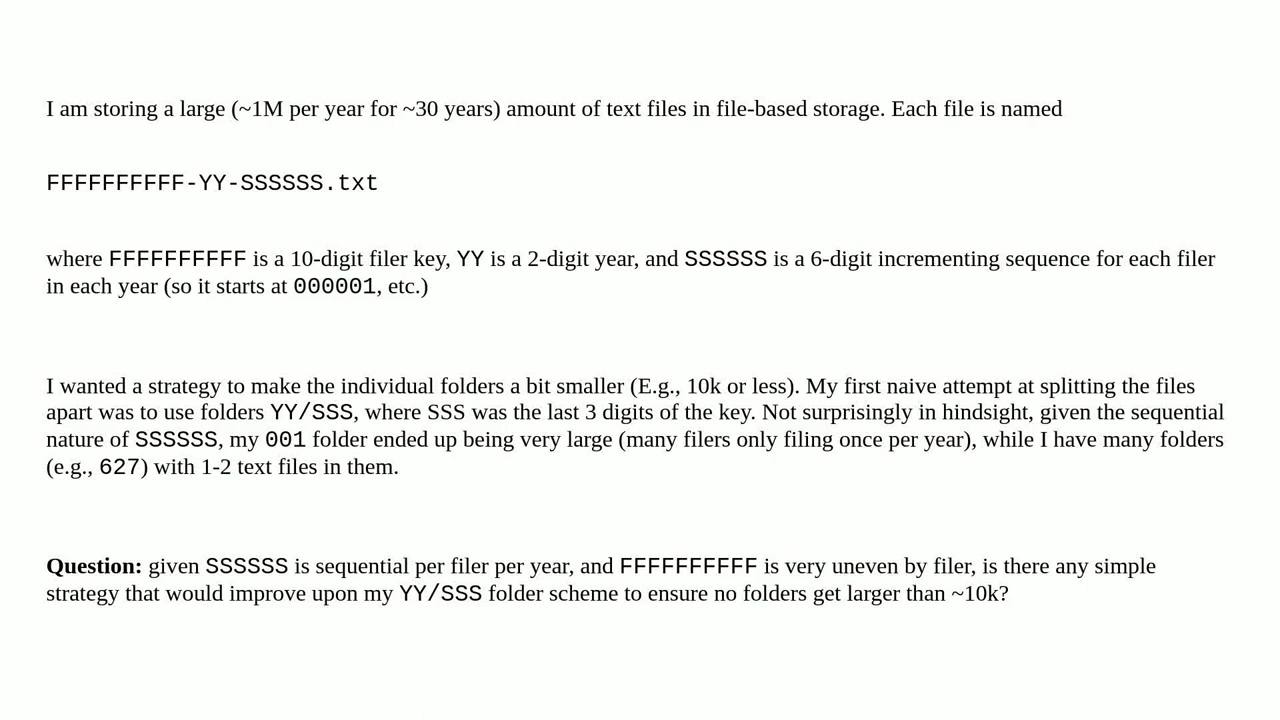 I am storing a large (~1M per year for ~30 years) amount of text files in file-based storage. Each file is named
FFFFFFFFFF-YY-SSSSSS.txt
where FFFFFFFFFF is a 10-digit filer key, YY is a 2-digit year, and SSSSSS is a 6-digit incrementing sequence for each filer
in each year (so it starts at 000001, etc.)
I wanted a strategy to make the individual folders a bit smaller (E.g., 10k or less). My first naive attempt at splitting the files
apart was to use folders YY/SSS, where SSS was the last 3 digits of the key. Not surprisingly in hindsight, given the sequential
nature of SSSSSS, my 001 folder ended up being very large (many filers only filing once per year), while I have many folders
(e.g., 627) with 1-2 text files in them.
Question: given SSSSSS is sequential per filer per year, and FFFFFFFFFF is very uneven by filer, is there any simple
strategy that would improve upon my YY/SSS folder scheme to ensure no folders get larger than ~10k?